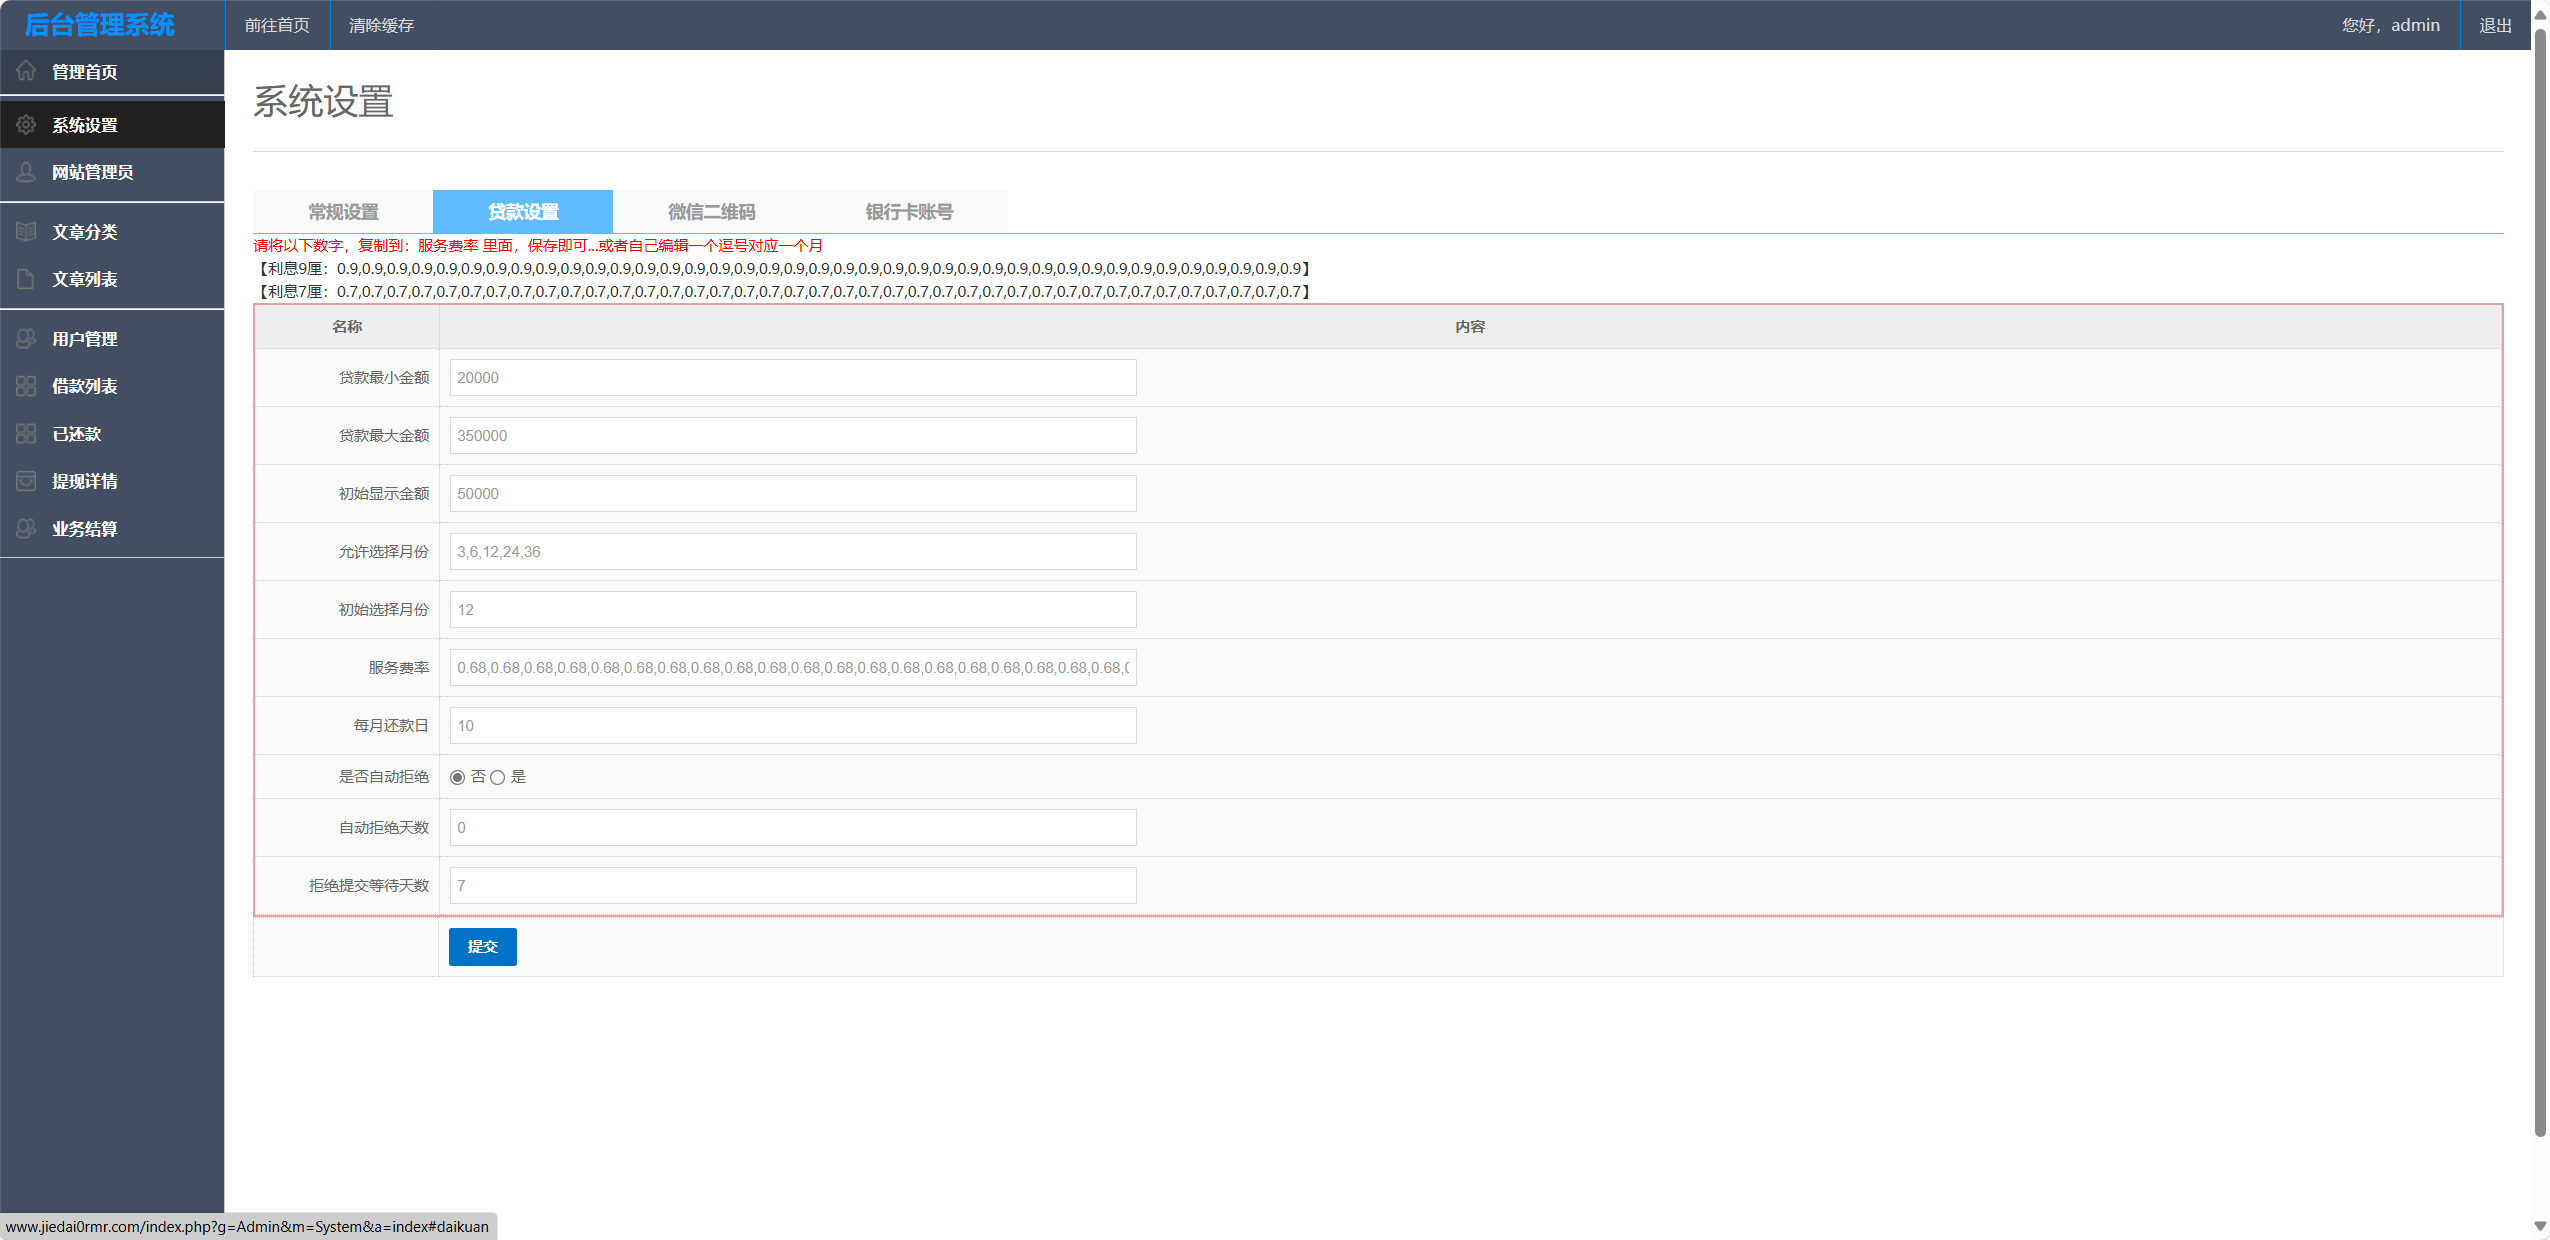 后台管理系统
前往首页
清除缓存
您好，admin
退出
管理首页
系统设置
网站管理员
文章分类
文章列表
用户管理
借款列表
已还款
提现详情
业务结算
系统设置
常规设置
贷款设置
微信二维码
银行卡账号
请将以下数字，复制到：服务费率 里面，保存即可...或者自己编辑一个逗号对应一个月
【利息9厘：0.9,0.9,0.9,0.9,0.9,0.9,0.9,0.9,0.9,0.9,0.9,0.9,0.9,0.9,0.9,0.9,0.9,0.9,0.9,0.9,0.9,0.9,0.9,0.9,0.9,0.9,0.9,0.9,0.9,0.9,0.9,0.9,0.9,0.9,0.9,0.9,0.9,0.9,0.9】
【利息7厘：0.7,0.7,0.7,0.7,0.7,0.7,0.7,0.7,0.7,0.7,0.7,0.7,0.7,0.7,0.7,0.7,0.7,0.7,0.7,0.7,0.7,0.7,0.7,0.7,0.7,0.7,0.7,0.7,0.7,0.7,0.7,0.7,0.7,0.7,0.7,0.7,0.7,0.7,0.7】
名称 内容
贷款最小金额 20000
贷款最大金额 350000
初始显示金额 50000
允许选择月份 3,6,12,24,36
初始选择月份 12
服务费率 0.68,0.68,0.68,0.68,0.68,0.68,0.68,0.68,0.68,0.68,0.68,0.68,0.68,0.68,0.68,0.68,0.68,0.68,0.68,0.68,
每月还款日 10
是否自动拒绝 否 是
自动拒绝天数 0
拒绝提交等待天数 7
提交
www.jiedai0rmr.com/index.php?g=Admin&m=System&a=index#daikuan